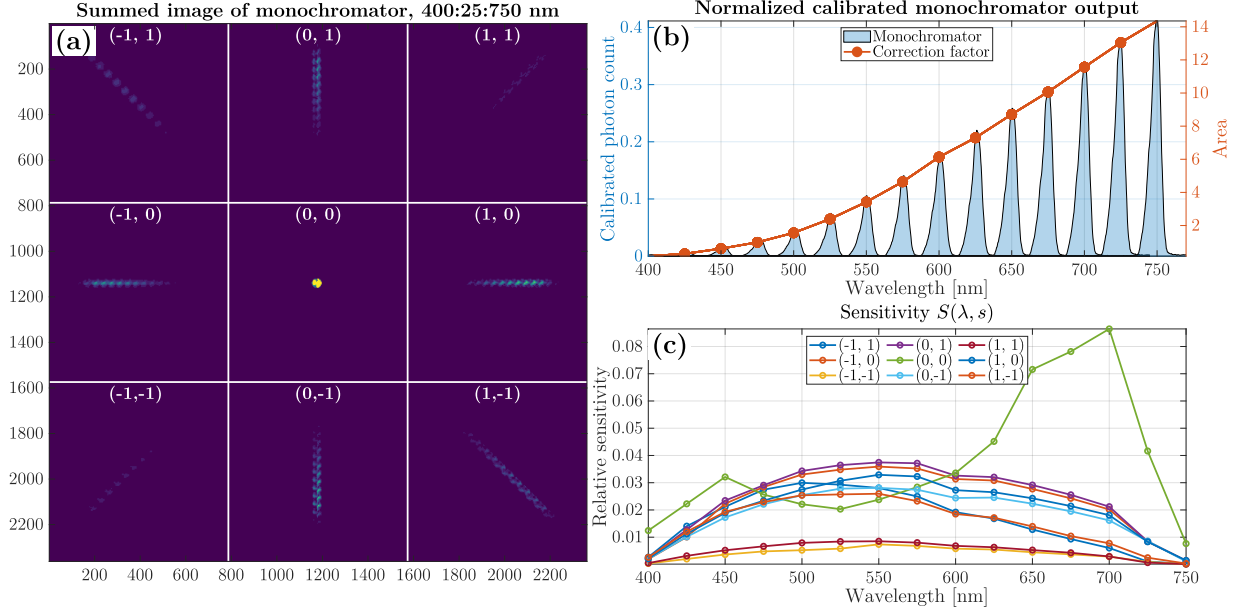 Summed image of monochromator, 400:25:750 nm
(a)
(-1, 1) (0, 1) (1, 1)
200
400
600
800
(-1, 0) (0, 0) (1, 0)
1000
1200
1400
1600
(-1,-1) (0,-1) (1,-1)
1800
2000
2200
200 400 600 800 1000 1200 1400 1600 1800 2000 2200
Normalized calibrated monochromator output
(b)
Monochromator
Correction factor
Calibrated photon count
0.4
0.3
0.2
0.1
0
Area
14
12
10
8
6
4
2
400 450 500 550 600 650 700 750
Wavelength [nm]
Sensitivity S(λ, s)
(c)
(-1, 1) (0, 1) (1, 1)
(-1, 0) (0, 0) (1, 0)
(-1,-1) (0,-1) (1,-1)
Relative sensitivity
0.08
0.07
0.06
0.05
0.04
0.03
0.02
0.01
400 450 500 550 600 650 700 750
Wavelength [nm]